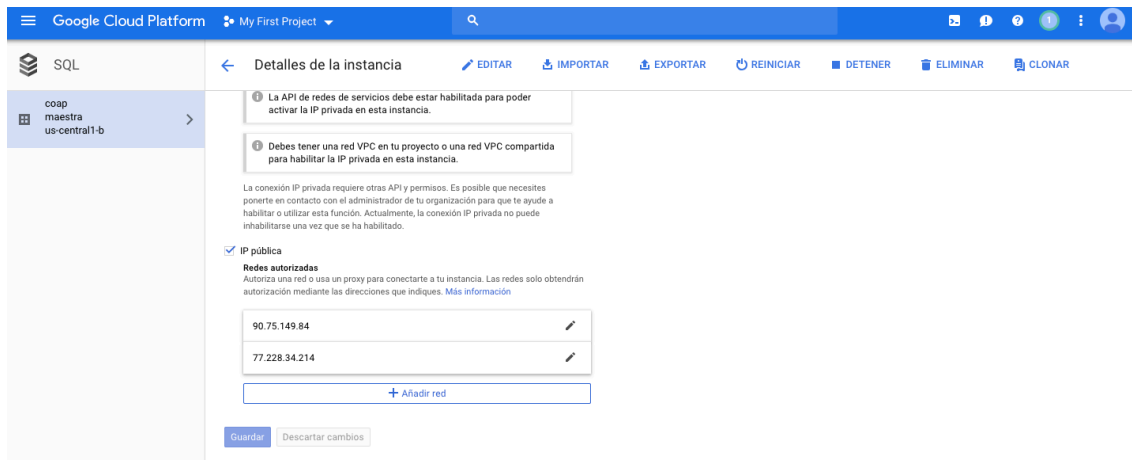 Google Cloud Platform My First Project 1
SQL
Detalles de la instancia EDITAR IMPORTAR EXPORTAR REINICIAR DETENER ELIMINAR CLONAR
coap
maestra
us-central1-b
La API de redes de servicios debe estar habilitada para poder
activar la IP privada en esta instancia.
Debes tener una red VPC en tu proyecto o una red VPC compartida
para habilitar la IP privada en esta instancia.
La conexión IP privada requiere otras API y permisos. Es posible que necesites
ponerte en contacto con el administrador de tu organización para que te ayude a
habilitar o utilizar esta función. Actualmente, la conexión IP privada no puede
inhabilitarse una vez que se ha habilitado.
IP pública
Redes autorizadas
Autoriza una red o usa un proxy para conectarte a tu instancia. Las redes solo obtendrán
autorización mediante las direcciones que indiques. Más información
90.75.149.84
77.228.34.214
+ Añadir red
Guardar Descartar cambios